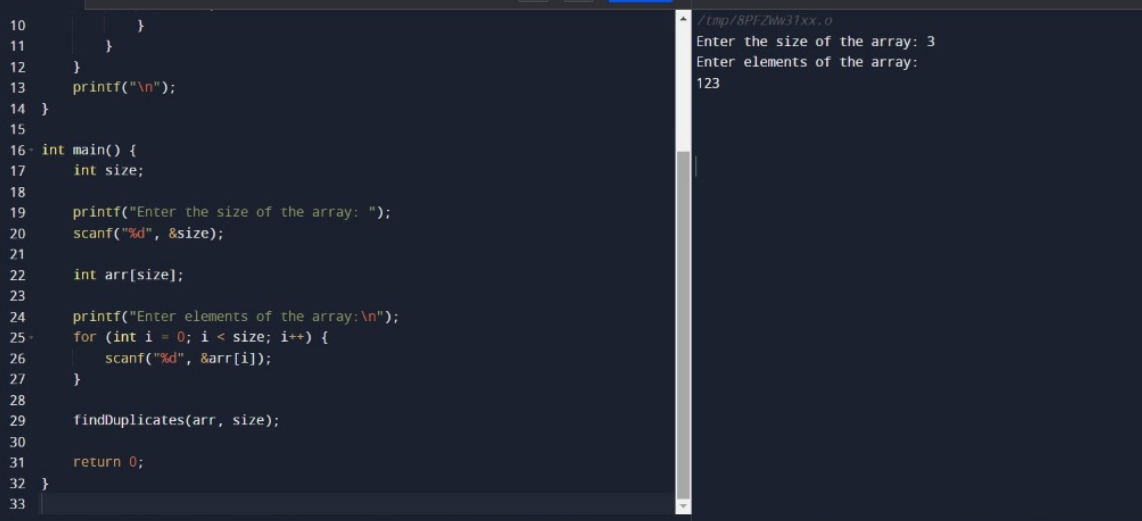 10            }
11        }
12    }
13    printf("\n");
14 }
15
16 int main() {
17    int size;
18
19    printf("Enter the size of the array: ");
20    scanf("%d", &size);
21
22    int arr[size];
23
24    printf("Enter elements of the array:\n");
25    for (int i = 0; i < size; i++) {
26        scanf("%d", &arr[i]);
27    }
28
29    findDuplicates(arr, size);
30
31    return 0;
32 }
33
/tmp/8PFZWw31xx.o
Enter the size of the array: 3
Enter elements of the array:
123